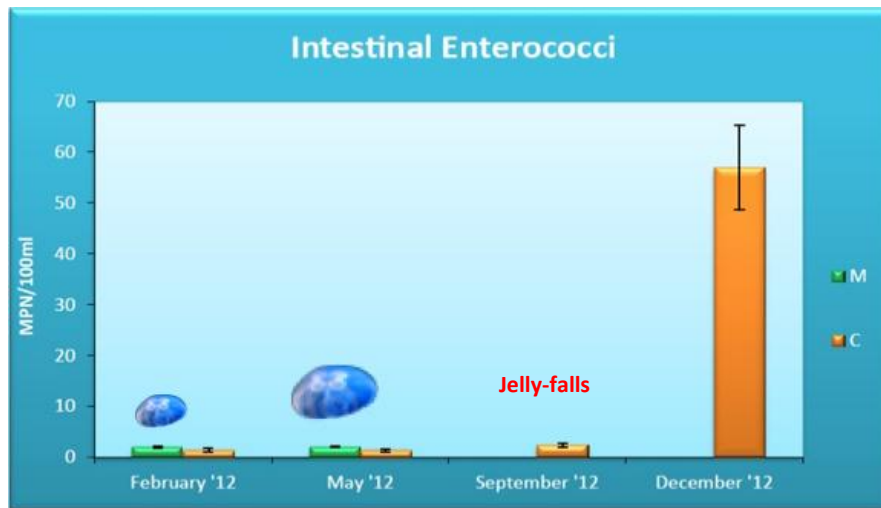 Intestinal Enterococci
70
60
50
40
30
20
10
0
MPN/100ml
Jelly-falls
February '12
May '12
September '12
December '12
M
C